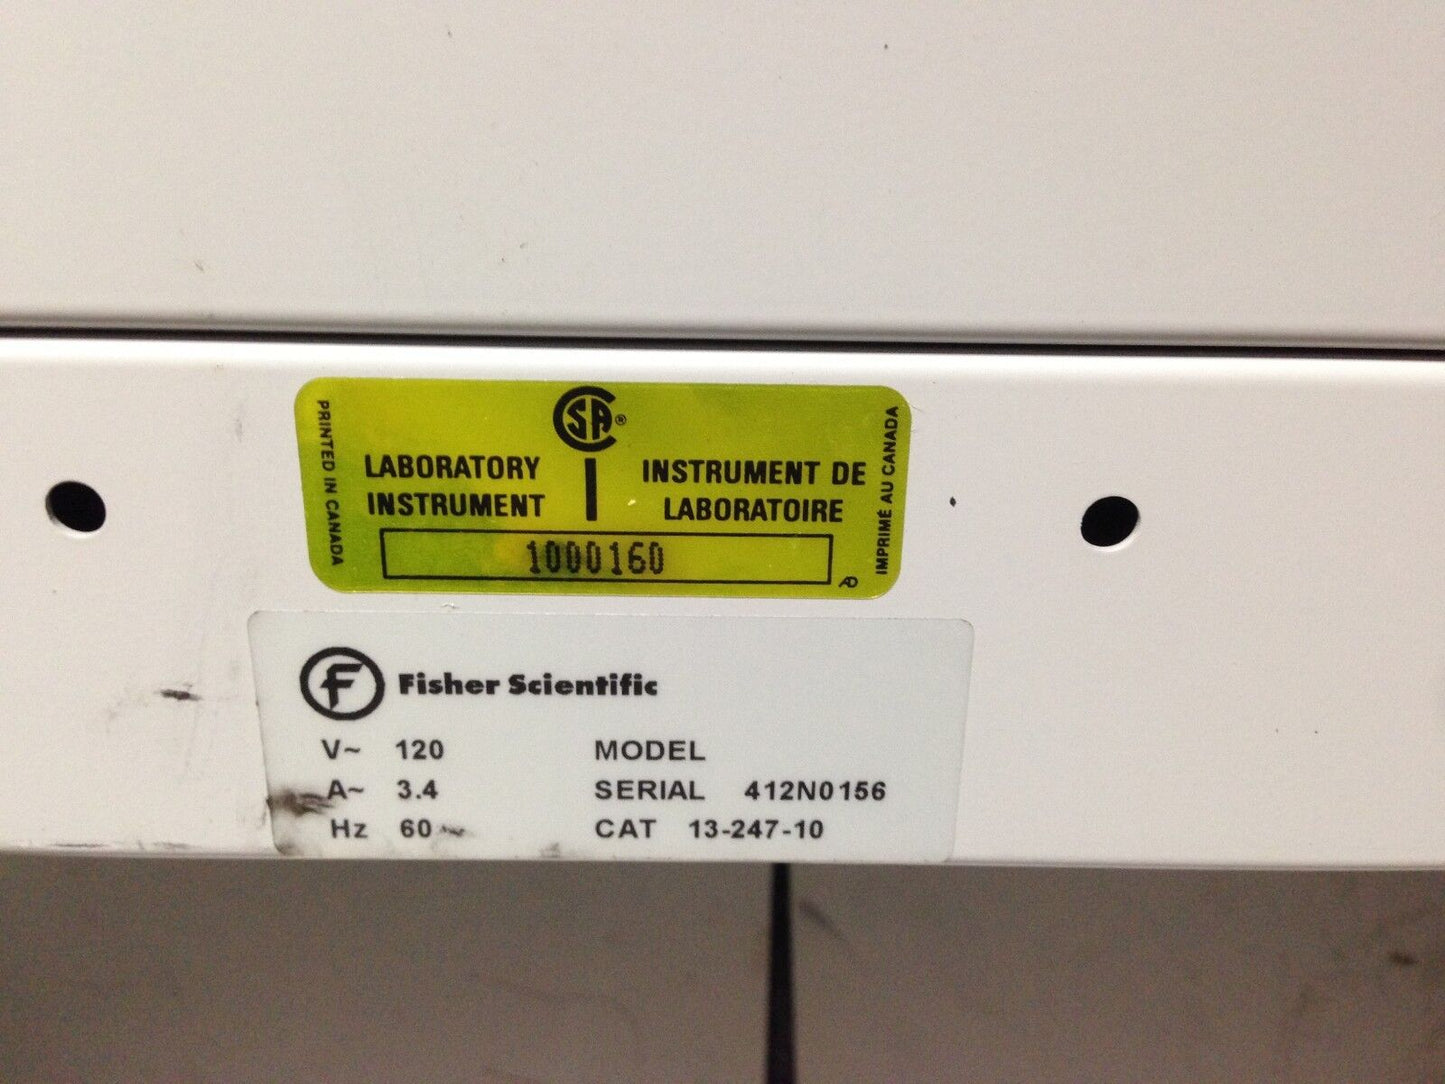 PRINTED IN CANADA
CSA®
LABORATORY INSTRUMENT DE
INSTRUMENT LABORATOIRE
1000160
IMPRIMÉ AU CANADA
F Fisher Scientific
V~ 120 MODEL
A~ 3.4 SERIAL 412N0156
Hz 60 CAT 13-247-10